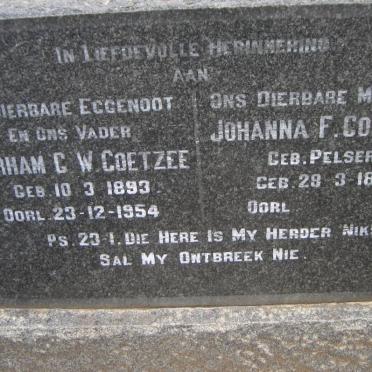 IN LIEFDEVOLLE HERINNERING
AAN
DIERBARE EGGENOOT
EN ONS VADER
RHAM C. W. COETZEE
GEB. 10-3-1893
OORL. 23-12-1954
ONS DIERBARE M
JOHANNA F. CO
GEB. PELSER
GEB. 28-3-18
OORL
PS. 23-1. DIE HERE IS MY HERDER NIKS
SAL MY ONTBREEK NIE.